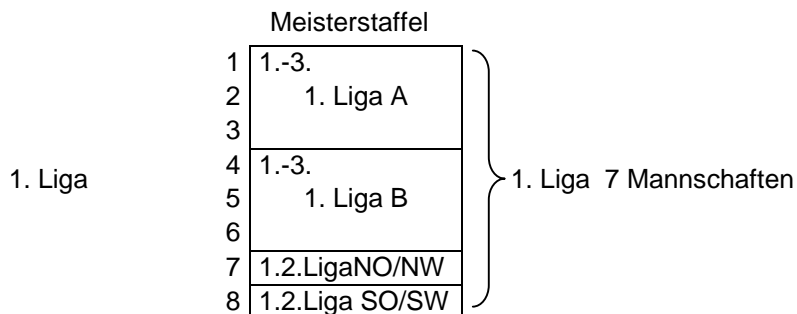 Meisterstaffel
1 1.-3.
2 1. Liga A
3
4 1.-3.
1. Liga 5 1. Liga B 1. Liga 7 Mannschaften
6
7 1.2.LigaNO/NW
8 1.2.Liga SO/SW